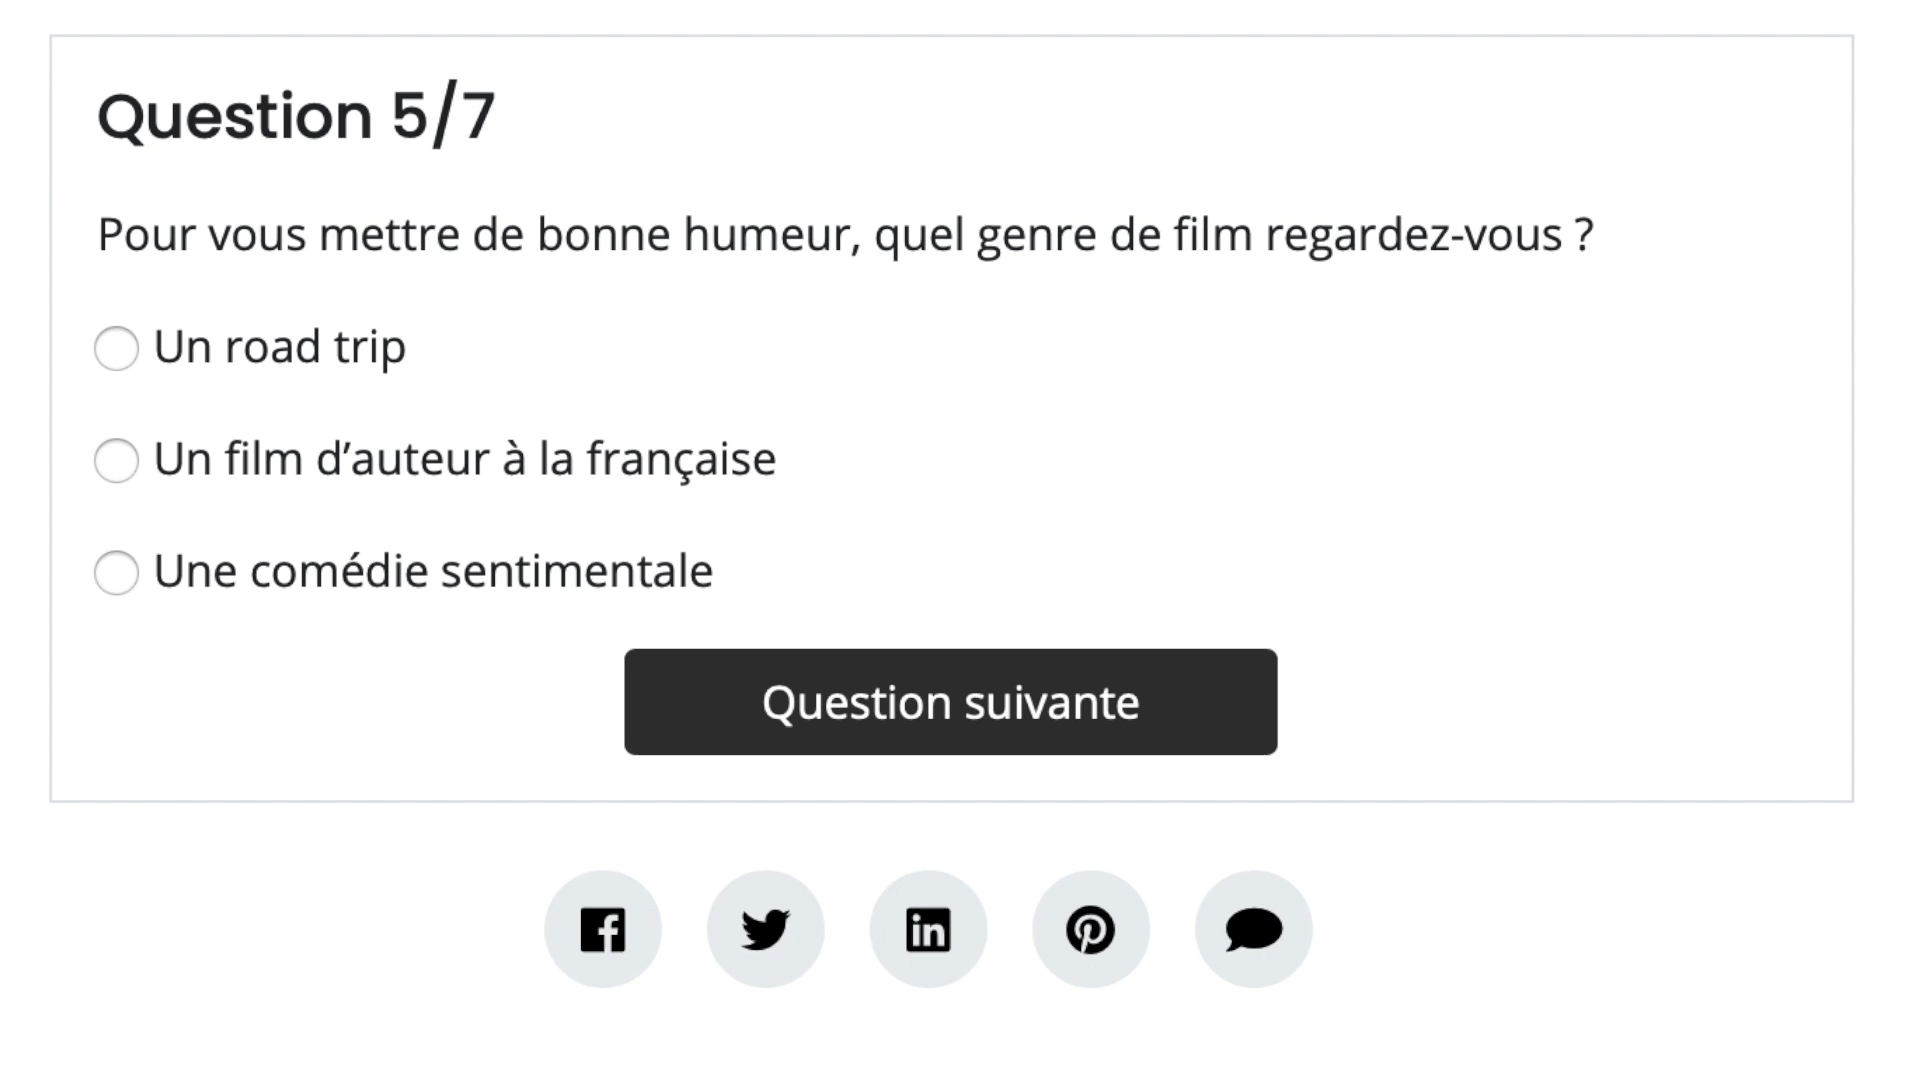 Question 5/7
Pour vous mettre de bonne humeur, quel genre de film regardez-vous ?
Un road trip
Un film d’auteur à la française
Une comédie sentimentale
Question suivante